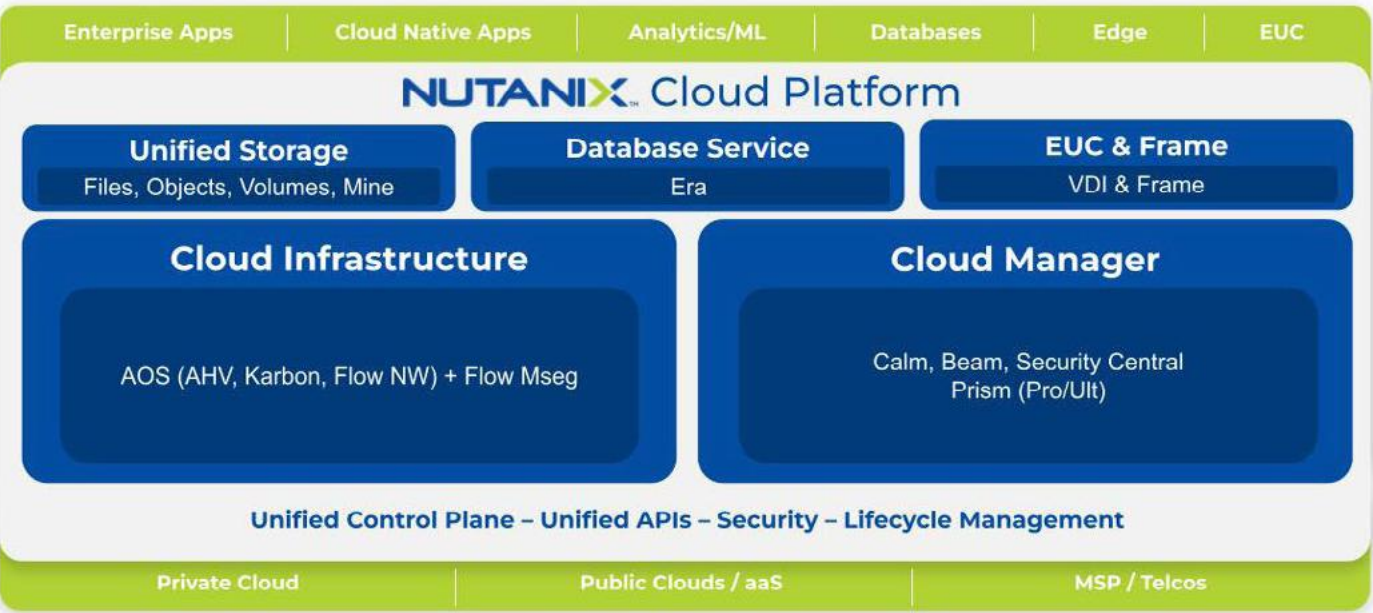 Enterprise Apps Cloud Native Apps Analytics/ML Databases Edge EUC
NUTANIX™ Cloud Platform
Unified Storage
Files, Objects, Volumes, Mine
Database Service
Era
EUC & Frame
VDI & Frame
Cloud Infrastructure
AOS (AHV, Karbon, Flow NW) + Flow Mseg
Cloud Manager
Calm, Beam, Security Central
Prism (Pro/Ult)
Unified Control Plane – Unified APIs – Security – Lifecycle Management
Private Cloud Public Clouds / aaS MSP / Telcos